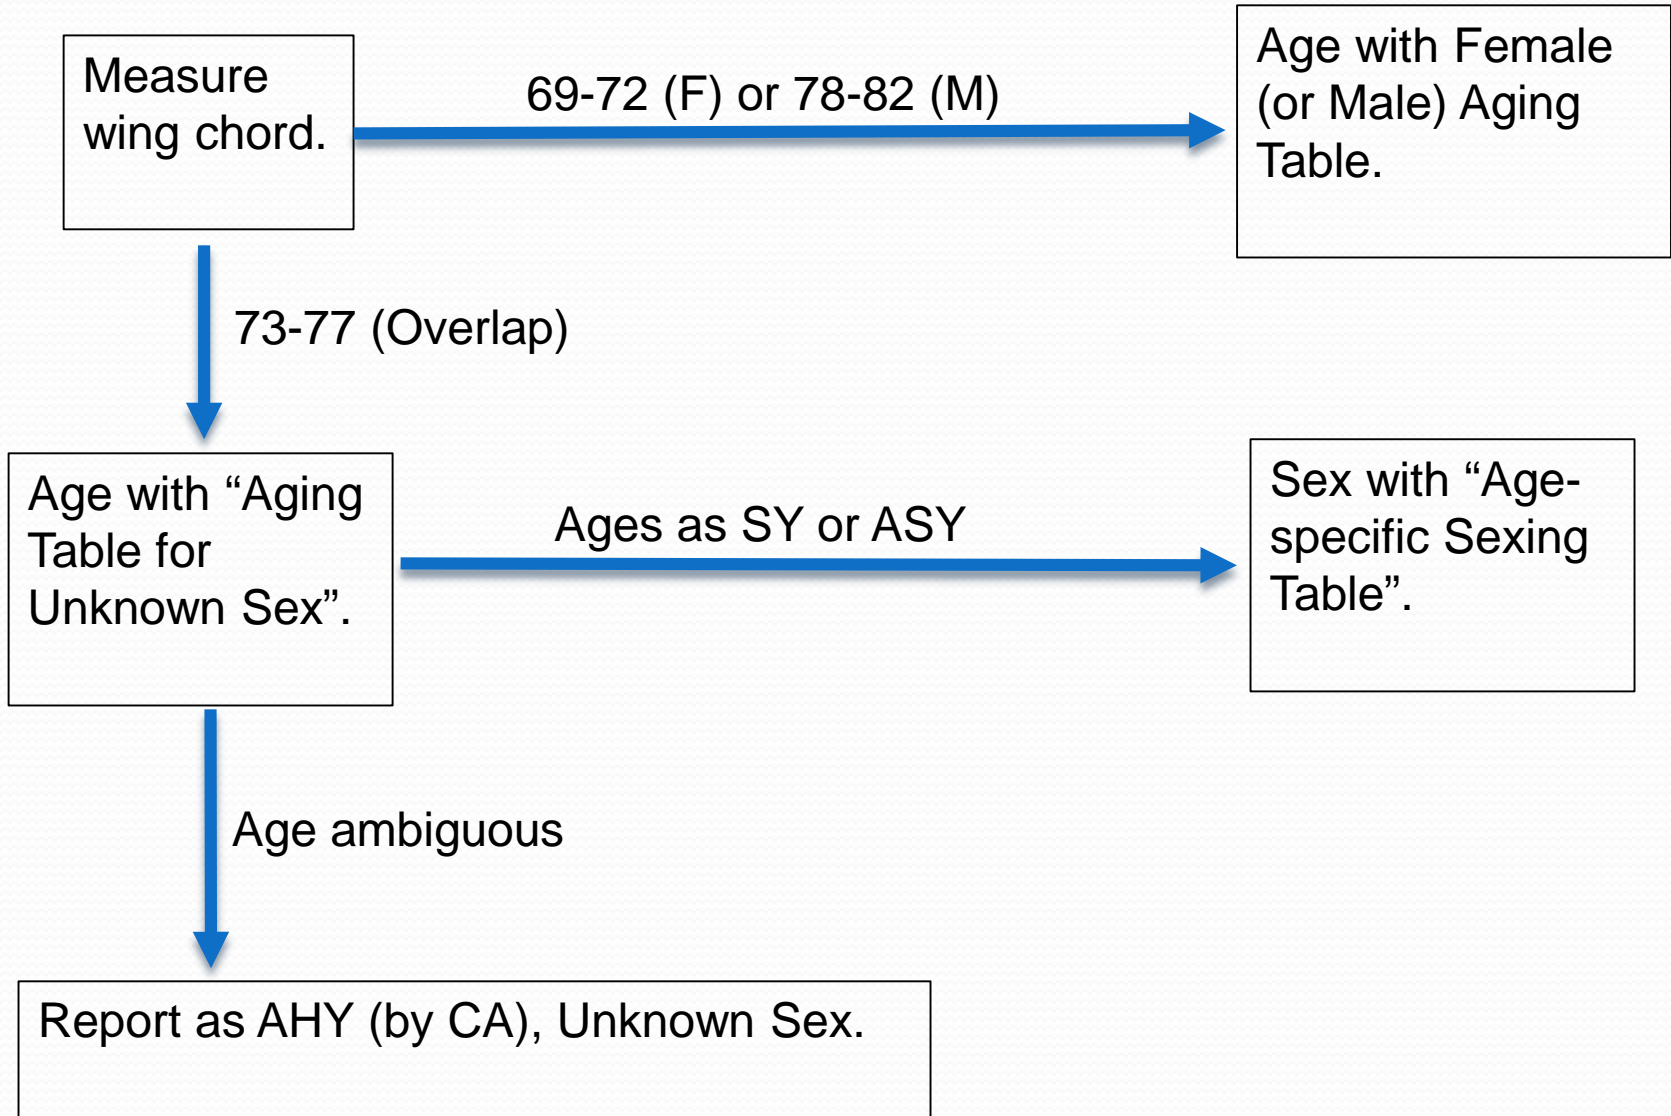 Measure
wing chord.
69-72 (F) or 78-82 (M)
Age with Female
(or Male) Aging
Table.
73-77 (Overlap)
Age with “Aging
Table for
Unknown Sex”.
Ages as SY or ASY
Sex with “Age-
specific Sexing
Table”.
Age ambiguous
Report as AHY (by CA), Unknown Sex.